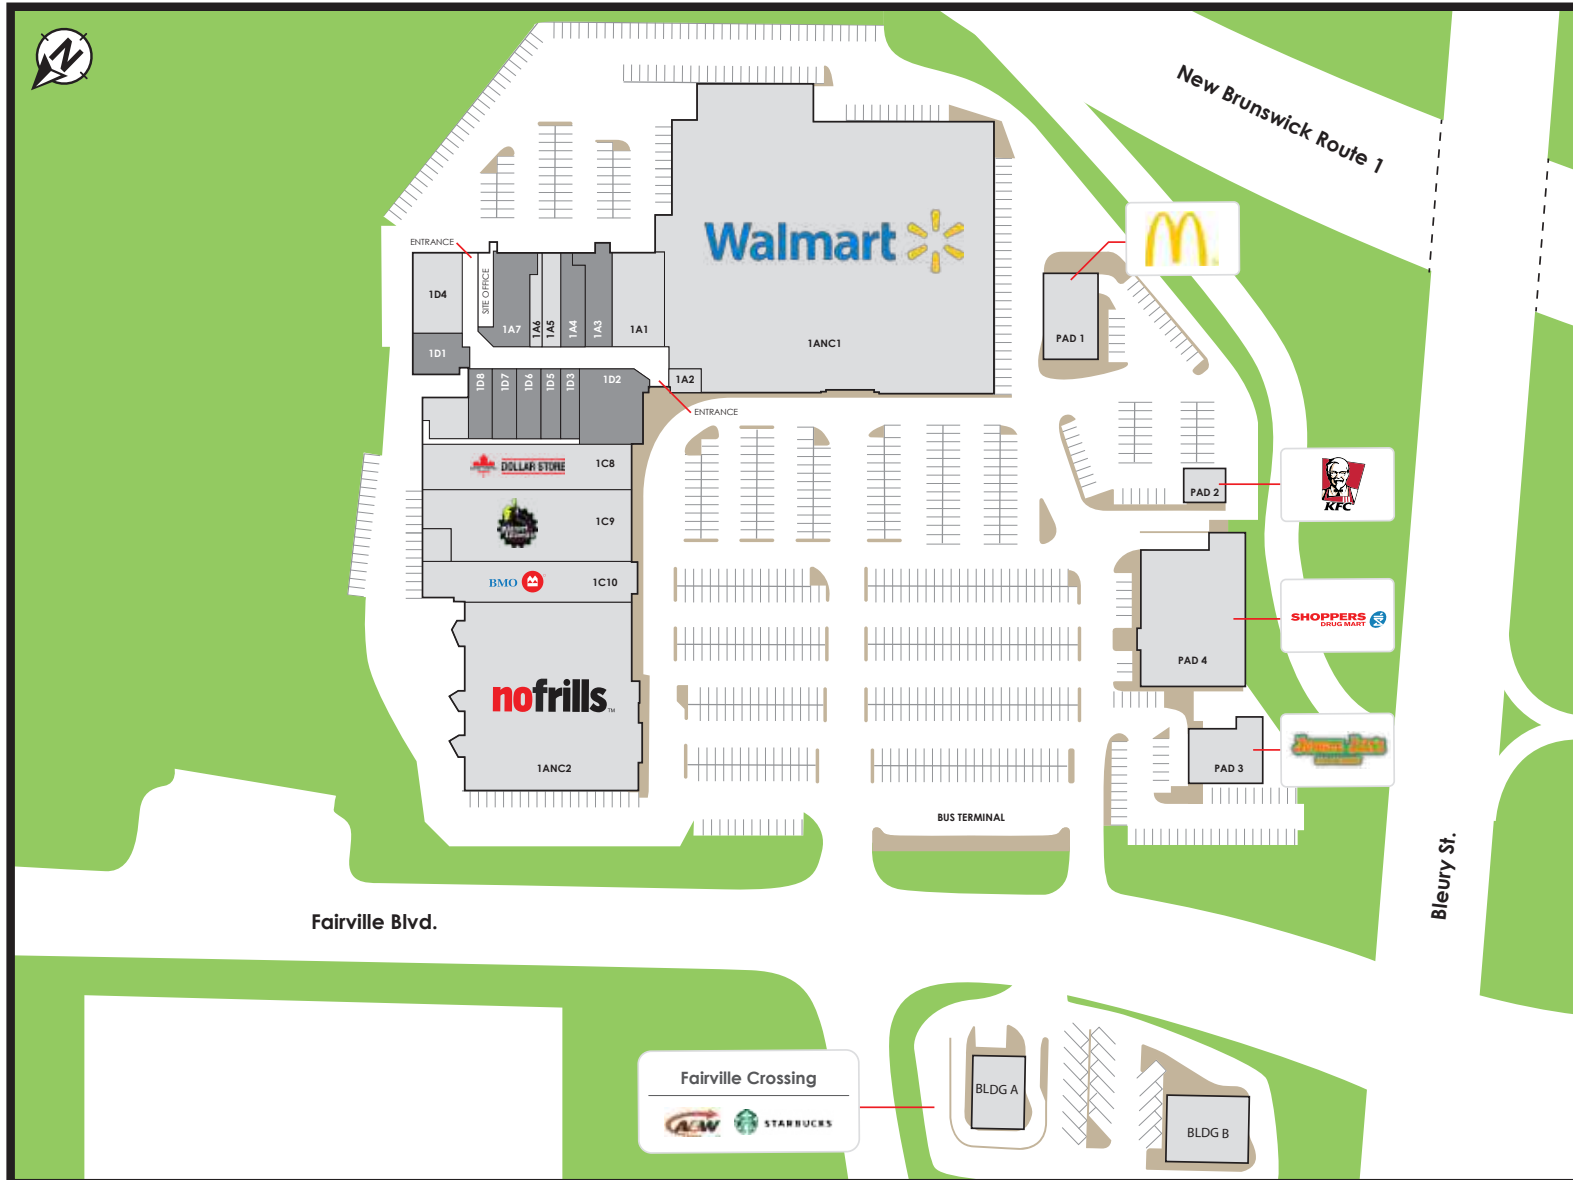 N
New Brunswick Route 1
Walmart
ENTRANCE
SITE OFFICE
1D4
1A7
1A6
1A5
1A4
1A3
1A1
1ANC1
PAD 1
1D1
1D8
1D7
1D6
1D5
1D3
1D2
1A2
ENTRANCE
DOLLAR STORE
1C8
PAD 2
KFC
1C9
BMO
1C10
SHOPPERS
DRUG MART
PAD 4
nofrills
TM
1ANC2
PAD 3
BUS TERMINAL
Bleury St.
Fairville Blvd.
Fairville Crossing
A&W
STARBUCKS
BLDG A
BLDG B